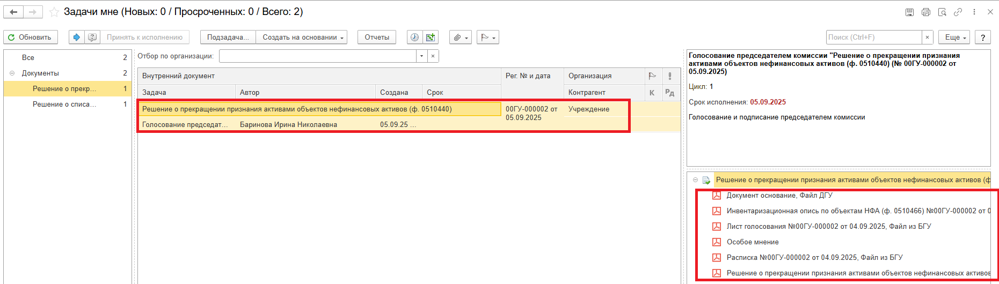 Задачи мне (Новых: 0 / Просроченных: 0 / Всего: 2)
Обновить
Принять к исполнению
Подзадача...
Создать на основании
Отчеты
Поиск (Ctrl+F)
×
Еще
?
Все 2
Документы 2
Решение о прекр... 1
Решение о списа... 1
Отбор по организации:
×
Внутренний документ
Рег. № и дата
Организация
Задача
Автор
Создана
Срок
Контрагент
К
Рд
Решение о прекращении признания активами объектов нефинансовых активов (ф. 0510440)
00ГУ-000002 от
05.09.2025
Учреждение
Голосование председат...
Баринова Ирина Николаевна
05.09.25 ...
Голосование председателем комиссии "Решение о прекращении признания
активами объектов нефинансовых активов (ф. 0510440) (№ 00ГУ-000002 от
05.09.2025)
Цикл: 1
Срок исполнения: 05.09.2025
Голосование и подписание председателем комиссии
Решение о прекращении признания активами объектов нефинансовых активов (ф
Документ основание, Файл ДГУ
Инвентаризационная опись по объектам НФА (ф. 0510466) №00ГУ-000002 от 0
Лист голосования №00ГУ-000002 от 04.09.2025, Файл из БГУ
Особое мнение
Расписка №00ГУ-000002 от 04.09.2025, Файл из БГУ
Решение о прекращении признания активами объектов нефинансовых активов